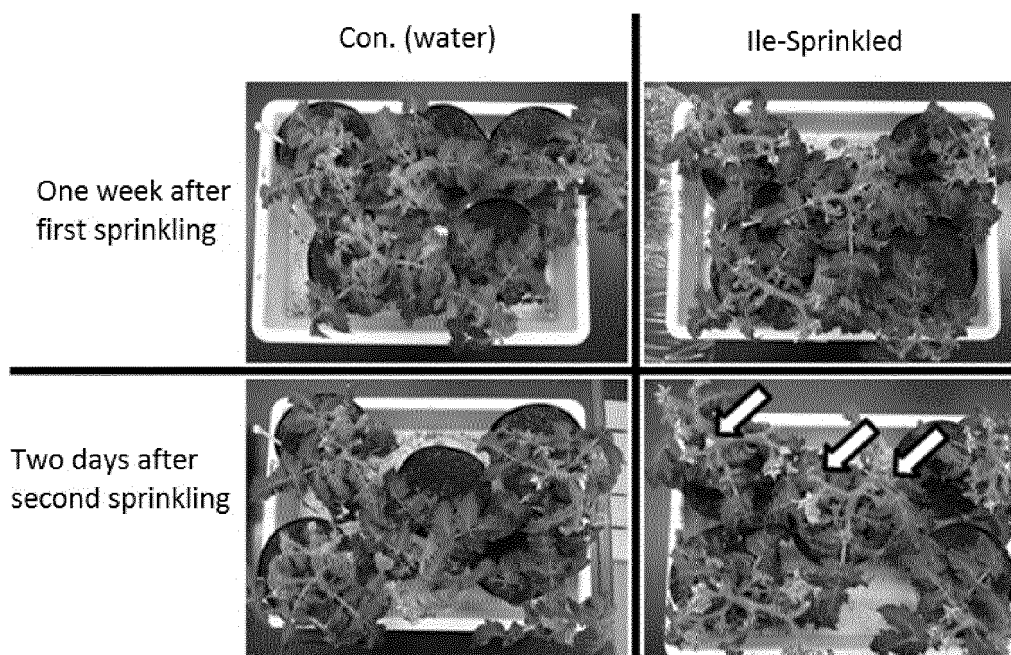 Con. (water)
Ile-Sprinkled
One week after
first sprinkling
Two days after
second sprinkling